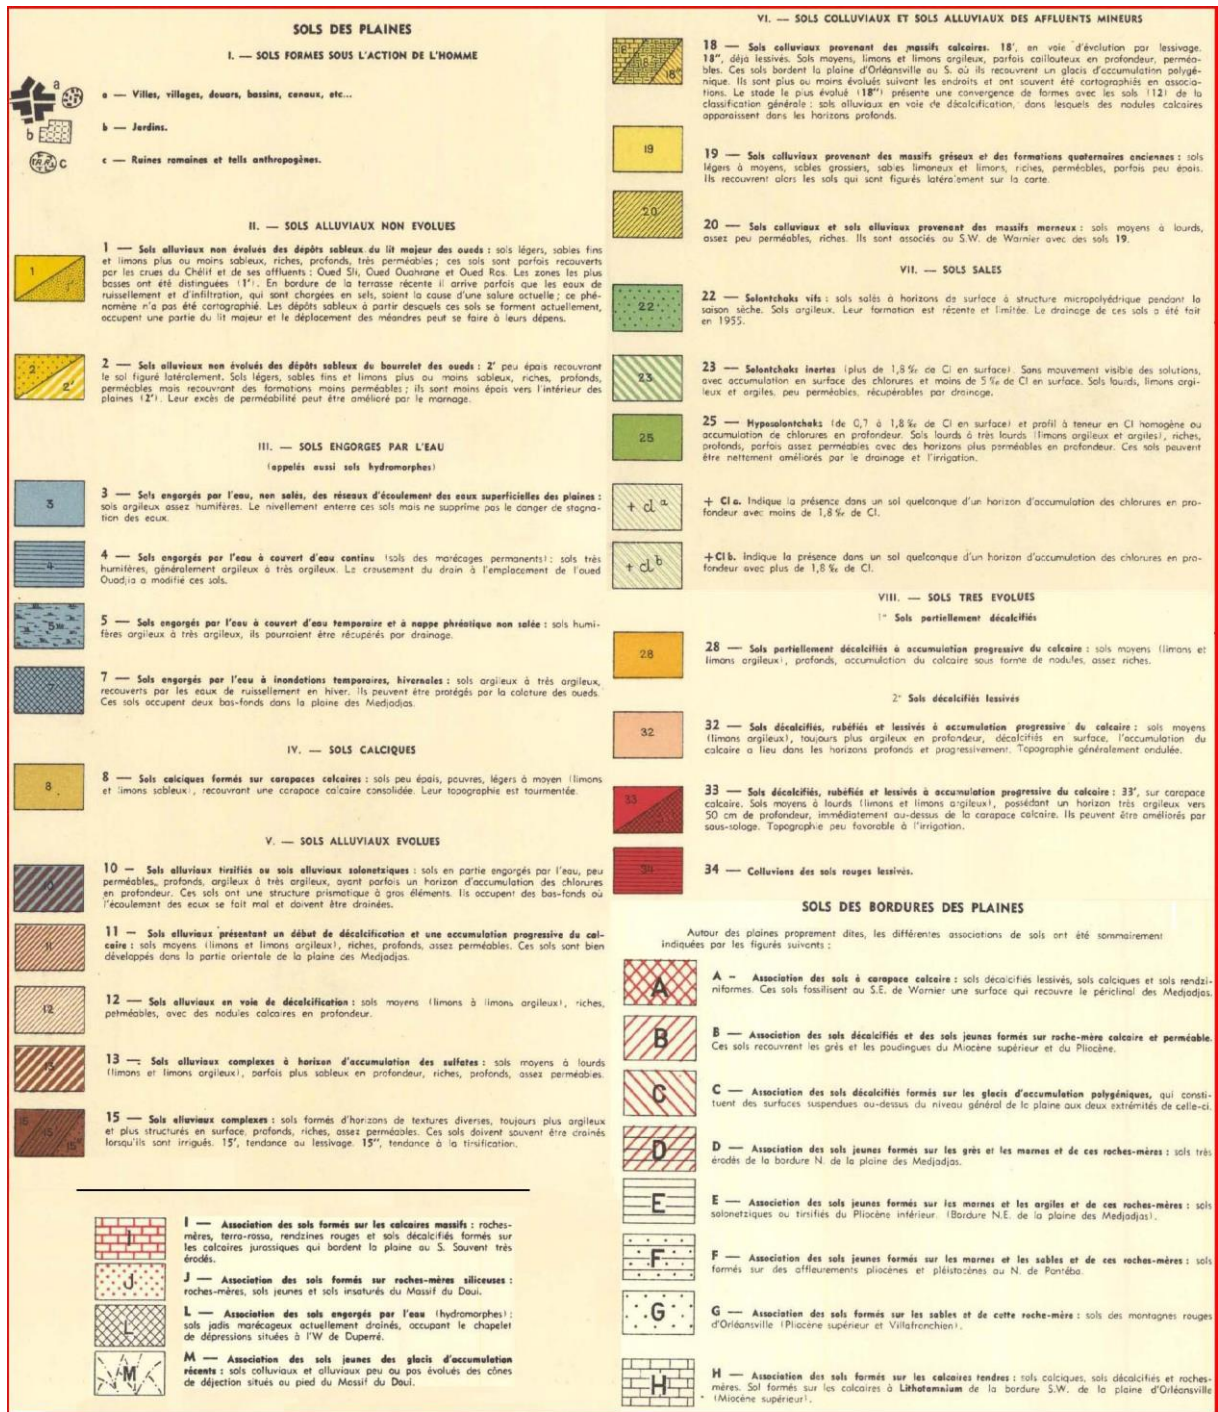 SOLS DES PLAINES
I. — SOLS FORMES SOUS L'ACTION DE L'HOMME
a
a — Villes, villages, douars, bassins, canaux, etc...
b
b — Jardins.
c
c — Ruines romaines et tells anthropogènes.
II. — SOLS ALLUVIAUX NON EVOLUES
1
1 — Sols alluviaux non évolués des dépôts sableux du lit majeur des oueds : sols légers, sables fins
et limons plus ou moins sableux, riches, profonds, très perméables ; ces sols sont parfois recouverts
par les crues du Chélif et de ses affluents : Oued Sli, Oued Ouahrane et Oued Ras. Les zones les plus
basses ont été distinguées (1'). En bordure de la terrasse récente il arrive parfois que les eaux de
ruissellement et d'infiltration, qui sont chargées en sels, soient la cause d'une salure actuelle ; ce phé-
nomène n'a pas été cartographié. Les dépôts sableux à partir desquels ces sols se forment actuellement,
occupent une partie du lit majeur et le déplacement des méandres peut se faire à leurs dépens.
2
2'
2 — Sols alluviaux non évolués des dépôts sableux du bourrelet des oueds : 2' peu épais recouvrant
le sol figuré latéralement. Sols légers, sables fins et limons plus ou moins sableux, riches, profonds,
perméables mais recouvrant des formations moins perméables ; ils sont moins épais vers l'intérieur des
plaines (2'). Leur excès de perméabilité peut être amélioré par le marnage.
III. — SOLS ENGORGES PAR L'EAU
(appelés aussi sols hydromorphes)
3
3 — Sols engorgés par l'eau, non salés, des réseaux d'écoulement des eaux superficielles des plaines :
sols argileux assez humifères. Le nivellement enterre ces sols mais ne supprime pas le danger de stagna-
tion des eaux.
4
4 — Sols engorgés par l'eau à couvert d'eau continu (sols des marécages permanents) : sols très
humifères, généralement argileux à très argileux. Le creusement du drain à l'emplacement de l'oued
Ouadjia a modifié ces sols.
5
5 — Sols engorgés par l'eau à couvert d'eau temporaire et à nappe phréatique non salée : sols humi-
fères argileux à très argileux, ils pourraient être récupérés par drainage.
7
7 — Sols engorgés par l'eau à inondations temporaires, hivernales : sols argileux à très argileux,
recouverts par les eaux de ruissellement en hiver. Ils peuvent être protégés par la colature des oueds.
Ces sols occupent deux bas-fonds dans la plaine des Medjadjas.
IV. — SOLS CALCIQUES
8
8 — Sols calciques formés sur carapaces calcaires : sols peu épais, pauvres, légers à moyen (limons
et limons sableux), recouvrant une carapace calcaire consolidée. Leur topographie est tourmentée.
V. — SOLS ALLUVIAUX EVOLUES
10
10 — Sols alluviaux tirsifiés ou sols alluviaux solonetziques : sols en partie engorgés par l'eau, peu
perméables, profonds, argileux à très argileux, ayant parfois un horizon d'accumulation des chlorures
en profondeur. Ces sols ont une structure prismatique à gros éléments. Ils occupent des bas-fonds où
l'écoulement des eaux se fait mal et doivent être drainées.
11
11 — Sols alluviaux présentant un début de décalcification et une accumulation progressive du cal-
caire : sols moyens (limons et limons argileux), riches, profonds, assez perméables. Ces sols sont bien
développés dans la partie orientale de la plaine des Medjadjas.
12
12 — Sols alluviaux en voie de décalcification : sols moyens (limons à limons argileux), riches,
perméables, avec des nodules calcaires en profondeur.
13
13 — Sols alluviaux complexes à horizon d'accumulation des sulfates : sols moyens à lourds
(limons et limons argileux), parfois plus sableux en profondeur, riches, profonds, assez perméables.
15
15'
15"
15 — Sols alluviaux complexes : sols formés d'horizons de textures diverses, toujours plus argileux
et plus structurés en surface, profonds, riches, assez perméables. Ces sols doivent souvent être drainés
lorsqu'ils sont irrigués. 15', tendance au lessivage. 15", tendance à la tirsification.
I
I — Association des sols formés sur les calcaires massifs : roches-
mères, terra-rossa, rendzines rouges et sols décalcifiés formés sur
les calcaires jurassiques qui bordent la plaine au S. Souvent très
érodés.
J
J — Association des sols formés sur roches-mères siliceuses :
roches-mères, sols jeunes et sols insaturés du Massif du Doui.
L
L — Association des sols engorgés par l'eau (hydromorphes) :
sols jadis marécageux actuellement drainés, occupant le chapelet
de dépressions situées à l'W de Duperré.
M
M — Association des sols jeunes des glacis d'accumulation
récents : sols colluviaux et alluviaux peu ou pas évolués des cônes
de déjection situés au pied du Massif du Doui.
VI. — SOLS COLLUVIAUX ET SOLS ALLUVIAUX DES AFFLUENTS MINEURS
18 — Sols colluviaux provenant des massifs calcaires. 18', en voie d'évolution par lessivage.
18", déjà lessivés. Sols moyens, limons et limons argileux, parfois caillouteux en profondeur, perméa-
bles. Ces sols bordent la plaine d'Orléansville au S. où ils recouvrent un glacis d'accumulation polygé-
nique. Ils sont plus ou moins évolués suivant les endroits et ont souvent été cartographiés en associa-
tions. Le stade le plus évolué (18") présente une convergence de formes avec les sols (12) de la
classification générale : sols alluviaux en voie de décalcification, dans lesquels des nodules calcaires
apparaissent dans les horizons profonds.
19
19 — Sols colluviaux provenant des massifs gréseux et des formations quaternaires anciennes : sols
légers à moyens, sables grossiers, sables limoneux et limons, riches, perméables, parfois peu épais.
Ils recouvrent alors les sols qui sont figurés latéralement sur la carte.
20
20 — Sols colluviaux et sols alluviaux provenant des massifs marneux : sols moyens à lourds,
assez peu perméables, riches. Ils sont associés au S.W. de Warnier avec des sols 19.
VII. — SOLS SALES
22
22 — Solontchaks vifs : sols salés à horizons de surface à structure micropolyédrique pendant la
saison sèche. Sols argileux. Leur formation est récente et limitée. Le drainage de ces sols a été fait
en 1955.
23
23 — Solontchaks inertes (plus de 1,8 ‰ de Cl en surface). Sans mouvement visible des solutions,
avec accumulation en surface des chlorures et moins de 5 ‰ de Cl en surface. Sols lourds, limons argi-
leux et argiles, peu perméables, récupérables par drainage.
25
25 — Hyposolontchaks (de 0,7 à 1,8 ‰ de Cl en surface) et profil à teneur en Cl homogène ou
accumulation de chlorures en profondeur. Sols lourds à très lourds (limons argileux et argiles), riches,
profonds, parfois assez perméables avec des horizons plus perméables en profondeur. Ces sols peuvent
être nettement améliorés par le drainage et l'irrigation.
+ cl a
+ Cl a. Indique la présence dans un sol quelconque d'un horizon d'accumulation des chlorures en pro-
fondeur avec moins de 1,8 ‰ de Cl.
+ cl b
+ Cl b. Indique la présence dans un sol quelconque d'un horizon d'accumulation des chlorures en pro-
fondeur avec plus de 1,8 ‰ de Cl.
VIII. — SOLS TRES EVOLUES
1° Sols partiellement décalcifiés
28
28 — Sols partiellement décalcifiés à accumulation progressive du calcaire : sols moyens (limons et
limons argileux), profonds, accumulation du calcaire sous forme de nodules, assez riches.
2° Sols décalcifiés lessivés
32
32 — Sols décalcifiés, rubéfiés et lessivés à accumulation progressive du calcaire : sols moyens
(limons argileux), toujours plus argileux en profondeur, décalcifiés en surface, l'accumulation du
calcaire a lieu dans les horizons profonds et progressivement. Topographie généralement ondulée.
33
33 — Sols décalcifiés, rubéfiés et lessivés à accumulation progressive du calcaire : 33', sur carapace
calcaire. Sols moyens à lourds (limons et limons argileux), possédant un horizon très argileux vers
50 cm de profondeur, immédiatement au-dessus de la carapace calcaire. Ils peuvent être améliorés par
sous-solage. Topographie peu favorable à l'irrigation.
34
34 — Colluvions des sols rouges lessivés.
SOLS DES BORDURES DES PLAINES
Autour des plaines proprement dites, les différentes associations de sols ont été sommairement
indiquées par les figurés suivants :
A
A – Association des sols à carapace calcaire : sols décalcifiés lessivés, sols calciques et sols rendzi-
niformes. Ces sols fossilisent au S.E. de Warnier une surface qui recouvre le périclinal des Medjadjas.
B
B — Association des sols décalcifiés et des sols jeunes formés sur roche-mère calcaire et perméable.
Ces sols recouvrent les grès et les poudingues du Miocène supérieur et du Pliocène.
C
C — Association des sols décalcifiés formés sur les glacis d'accumulation polygéniques, qui consti-
tuent des surfaces suspendues au-dessus du niveau général de la plaine aux deux extrémités de celle-ci.
D
D — Association des sols jeunes formés sur les grès et les marnes et de ces roches-mères : sols très
érodés de la bordure N. de la plaine des Medjadjas.
E
E — Association des sols jeunes formés sur les marnes et les argiles et de ces roches-mères : sols
solonetziques ou tirsifiés du Pliocène inférieur. (Bordure N.E. de la plaine des Medjadjas).
F
F — Association des sols jeunes formés sur les marnes et les sables et de ces roches-mères : sols
formés sur des affleurements pliocènes et pléistocènes au N. de Pontéba.
G
G — Association des sols formés sur les sables et de cette roche-mère : sols des montagnes rouges
d'Orléansville (Pliocène supérieur et Villafranchien).
H
H — Association des sols formés sur les calcaires tendres : sols calciques, sols décalcifiés et roches-
mères. Sol formés sur les calcaires à Lithotamnium de la bordure S.W. de la plaine d'Orléansville
(Miocène supérieur).